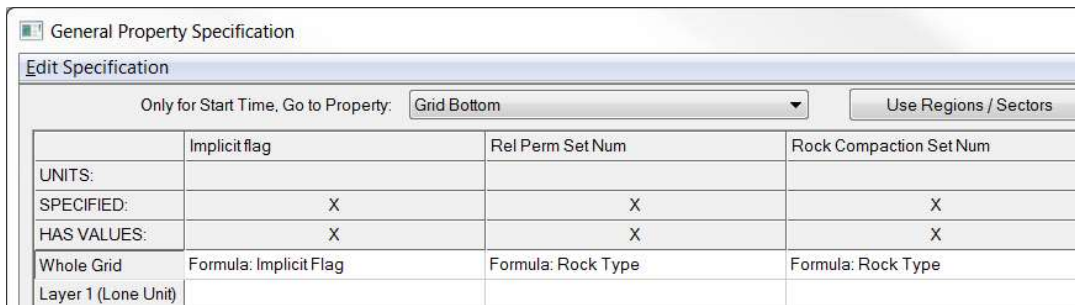 General Property Specification
Edit Specification
Only for Start Time, Go to Property: Grid Bottom Use Regions / Sectors
Implicit flag Rel Perm Set Num Rock Compaction Set Num
UNITS:
SPECIFIED: X X X
HAS VALUES: X X X
Whole Grid Formula: Implicit Flag Formula: Rock Type Formula: Rock Type
Layer 1 (Lone Unit)